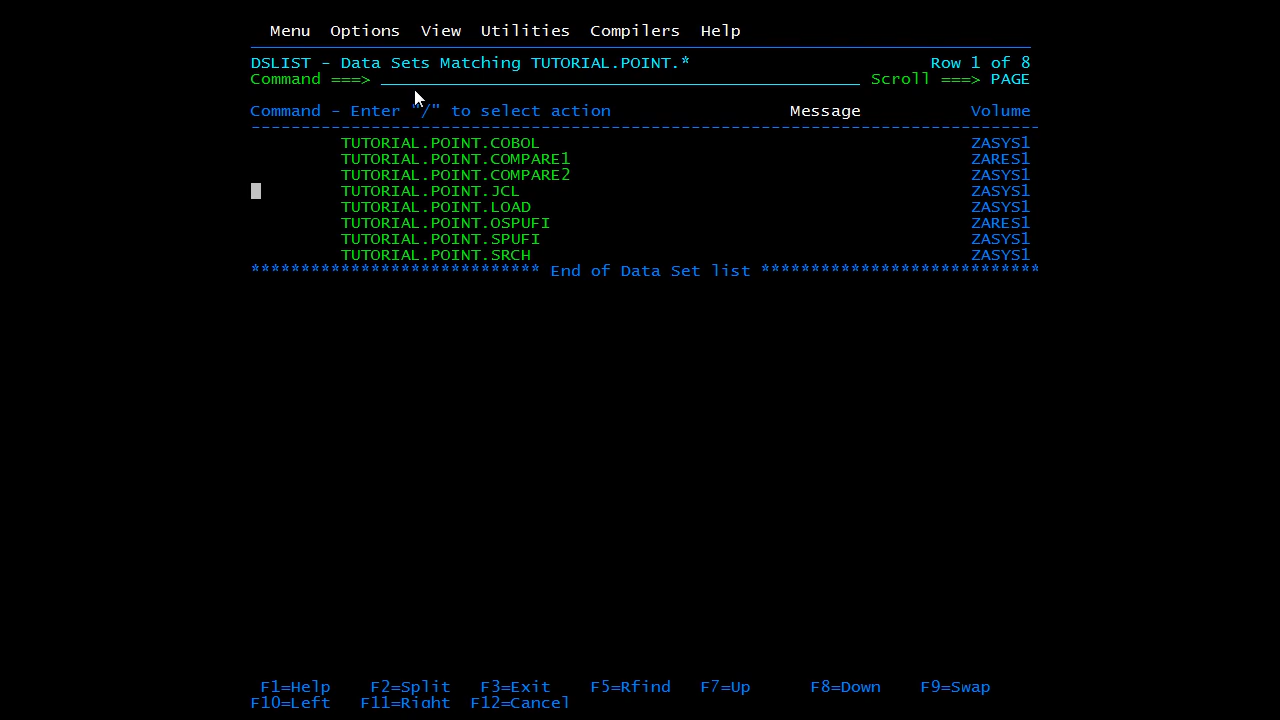 Menu Options View Utilities Compilers Help
DSLIST - Data Sets Matching TUTORIAL.POINT.* Row 1 of 8
Command ===> Scroll ===> PAGE
Command - Enter "/" to select action Message Volume
-------------------------------------------------------------------------------
TUTORIAL.POINT.COBOL ZASYS1
TUTORIAL.POINT.COMPARE1 ZARES1
TUTORIAL.POINT.COMPARE2 ZASYS1
TUTORIAL.POINT.JCL ZASYS1
TUTORIAL.POINT.LOAD ZASYS1
TUTORIAL.POINT.OSPUFI ZARES1
TUTORIAL.POINT.SPUFI ZASYS1
TUTORIAL.POINT.SRCH ZASYS1
***************************** End of Data Set list ****************************
F1=Help F2=Split F3=Exit F5=Rfind F7=Up F8=Down F9=Swap
F10=Left F11=Right F12=Cancel